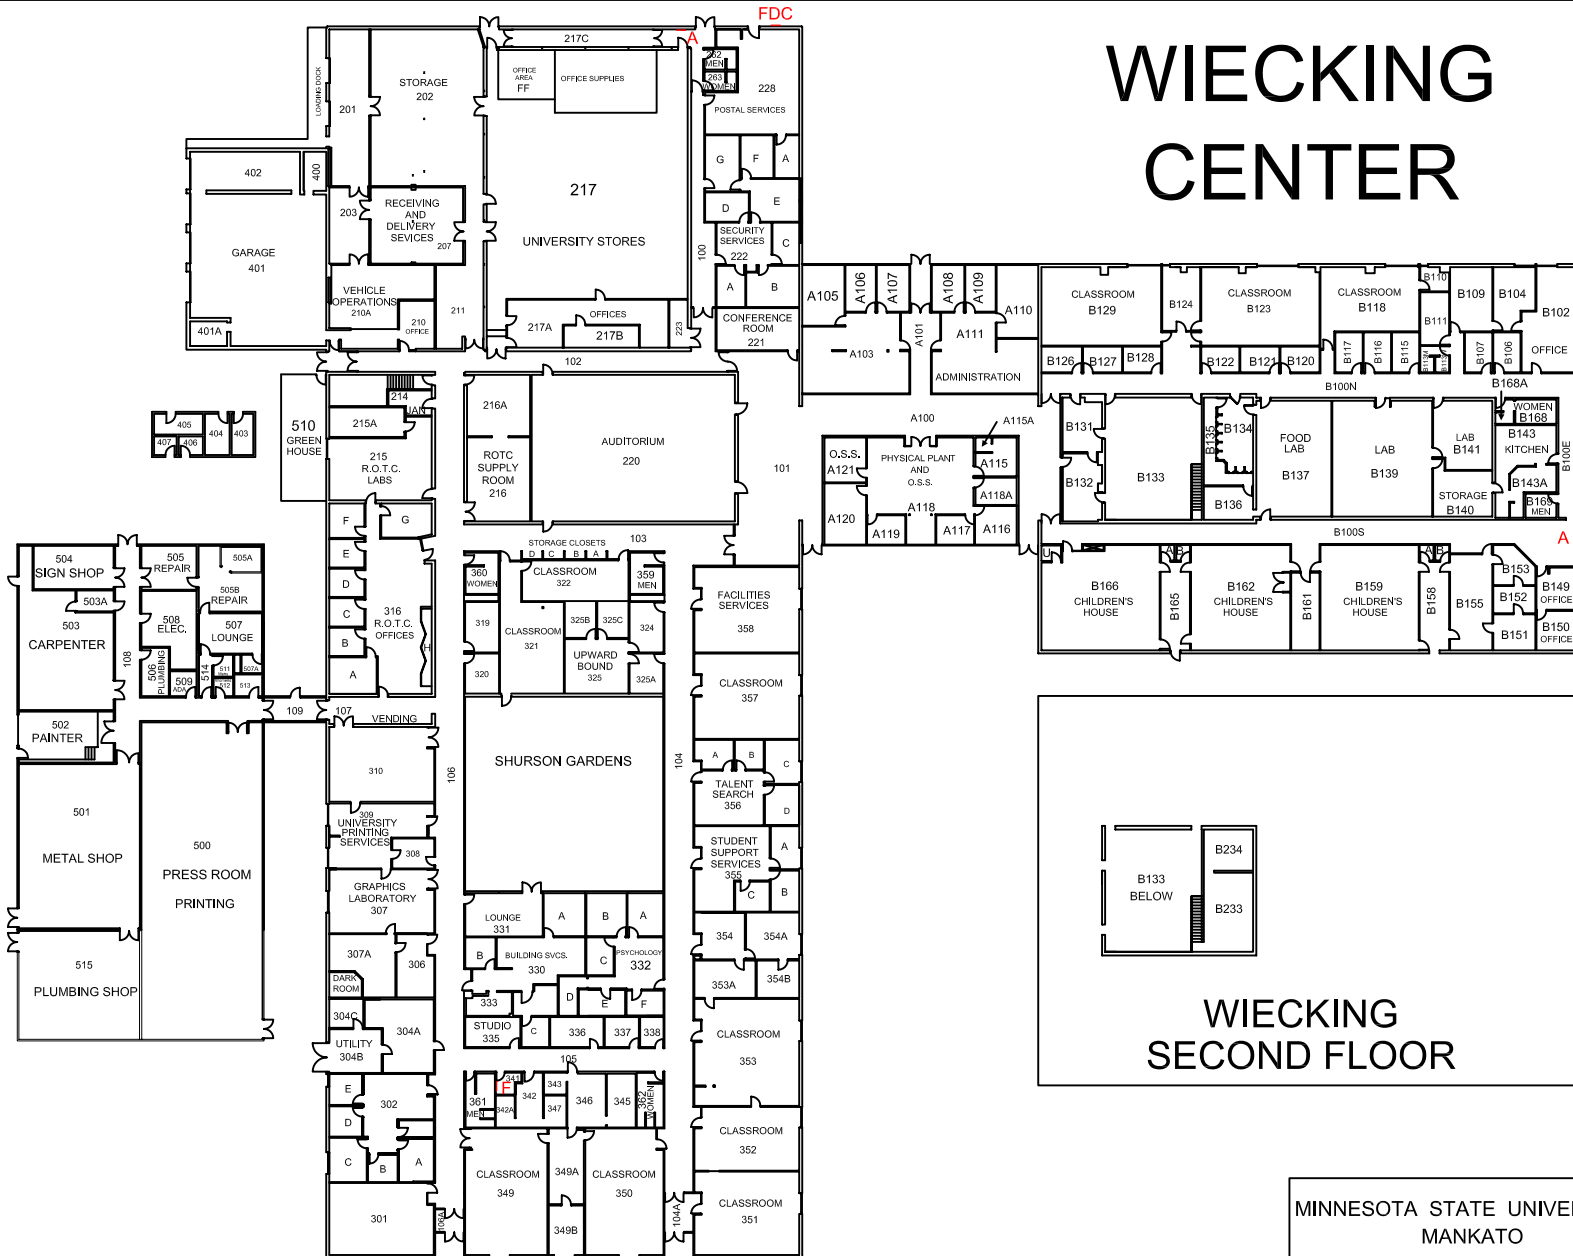 WIECKING
CENTER
FDC
A
217C
262
MEN
263
WOMEN
228
POSTAL SERVICES
LOADING DOCK
201
STORAGE
202
OFFICE
AREA
FF
OFFICE SUPPLIES
G
F
A
D
E
SECURITY
SERVICES
222
C
A
B
CONFERENCE
ROOM
221
100
402
400
203
RECEIVING
AND
DELIVERY
SEVICES
207
217
UNIVERSITY STORES
GARAGE
401
401A
VEHICLE
OPERATIONS
210A
210
OFFICE
211
217A
OFFICES
217B
223
102
A105
A106
A107
A108
A109
A110
A101
A103
A111
ADMINISTRATION
CLASSROOM
B129
B124
CLASSROOM
B123
CLASSROOM
B118
B110
B109
B104
B102
B111
B126
B127
B128
B122
B121
B120
B117
B116
B115
B107
B106
OFFICE
B100N
B168A
510
GREEN
HOUSE
214
JAN
215A
215
R.O.T.C.
LABS
216A
ROTC
SUPPLY
ROOM
216
AUDITORIUM
220
101
405
404
403
407
406
A100
A115A
O.S.S.
A121
PHYSICAL PLANT
AND
O.S.S.
A118
A115
A118A
A120
A119
A117
A116
B131
B132
B133
B135
B134
B136
FOOD
LAB
B137
LAB
B139
LAB
B141
STORAGE
B140
WOMEN
B168
B143
KITCHEN
B143A
B169
MEN
B100E
B100S
A
F
G
E
D
C
B
A
316
R.O.T.C.
OFFICES
H
STORAGE CLOSETS
D
C
B
A
103
360
WOMEN
CLASSROOM
322
359
MEN
319
320
CLASSROOM
321
325B
325C
324
UPWARD
BOUND
325
325A
FACILITIES
SERVICES
358
CLASSROOM
357
U
B166
CHILDREN'S
HOUSE
A
B
B165
B162
CHILDREN'S
HOUSE
B161
B159
CHILDREN'S
HOUSE
A
B
B158
B155
B153
B152
B151
B149
OFFICE
B150
OFFICE
504
SIGN SHOP
503A
503
CARPENTER
505
REPAIR
505A
505B
REPAIR
508
ELEC.
507
LOUNGE
506
PLUMBING
509
ADA
514
511
507A
512
513
108
109
107
VENDING
502
PAINTER
501
METAL SHOP
500
PRESS ROOM
PRINTING
515
PLUMBING SHOP
310
309
UNIVERSITY
PRINTING
SERVICES
308
GRAPHICS
LABORATORY
307
307A
DARK
ROOM
306
304C
304A
UTILITY
304B
E
D
302
C
B
A
301
106
SHURSON GARDENS
104
A
B
C
TALENT
SEARCH
356
D
STUDENT
SUPPORT
SERVICES
355
A
B
C
354
354A
353A
354B
CLASSROOM
353
CLASSROOM
352
CLASSROOM
351
LOUNGE
331
A
B
A
B
BUILDING SVCS.
330
C
PSYCHOLOGY
332
333
D
E
F
STUDIO
335
C
336
337
338
105
361
MEN
341
F
342A
342
343
347
346
345
362
WOMEN
CLASSROOM
349
349A
349B
CLASSROOM
350
106A
104A
B133
BELOW
B234
B233
WIECKING
SECOND FLOOR
MINNESOTA STATE UNIVE
MANKATO